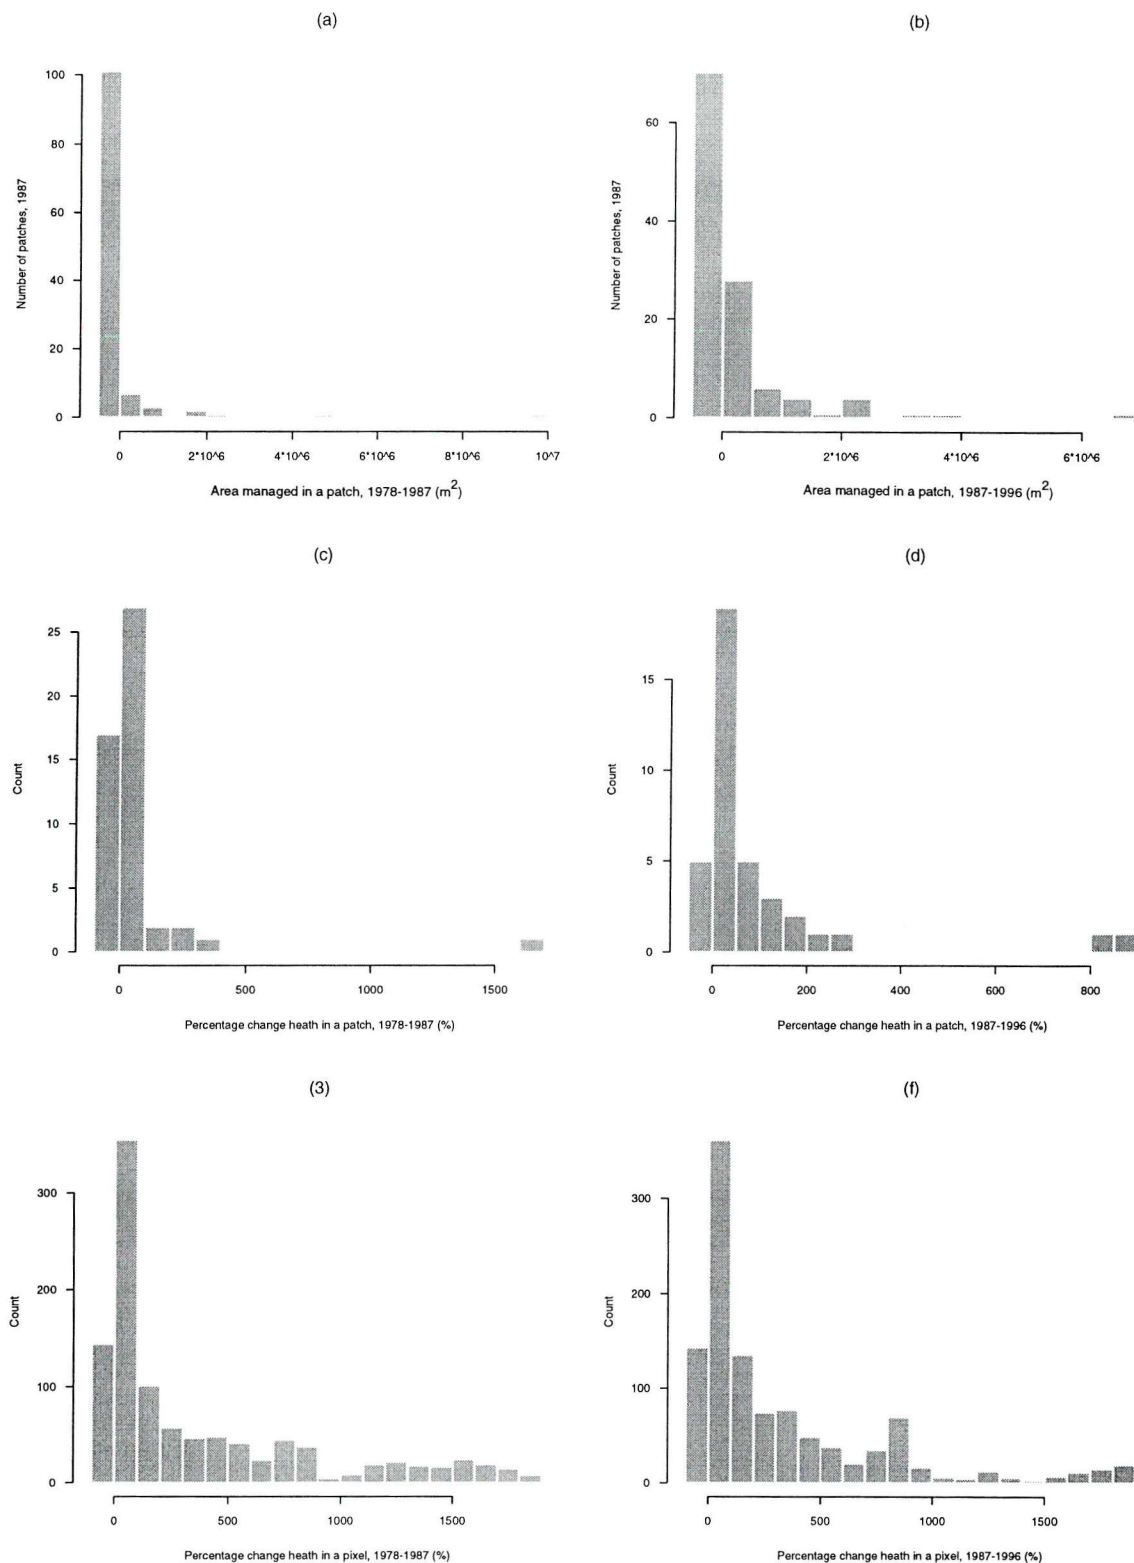 (a)
100
80
60
40
20
0
Number of patches, 1987
0 2*10^6 4*10^6 6*10^6 8*10^6 10^7
Area managed in a patch, 1978-1987 (m2)
(b)
60
40
20
0
Number of patches, 1987
0 2*10^6 4*10^6 6*10^6
Area managed in a patch, 1987-1996 (m2)
(c)
25
20
15
10
5
0
Count
0 500 1000 1500
Percentage change heath in a patch, 1978-1987 (%)
(d)
15
10
5
0
Count
0 200 400 600 800
Percentage change heath in a patch, 1987-1996 (%)
(3)
300
200
100
0
Count
0 500 1000 1500
Percentage change heath in a pixel, 1978-1987 (%)
(f)
300
200
100
0
Count
0 500 1000 1500
Percentage change heath in a pixel, 1987-1996 (%)